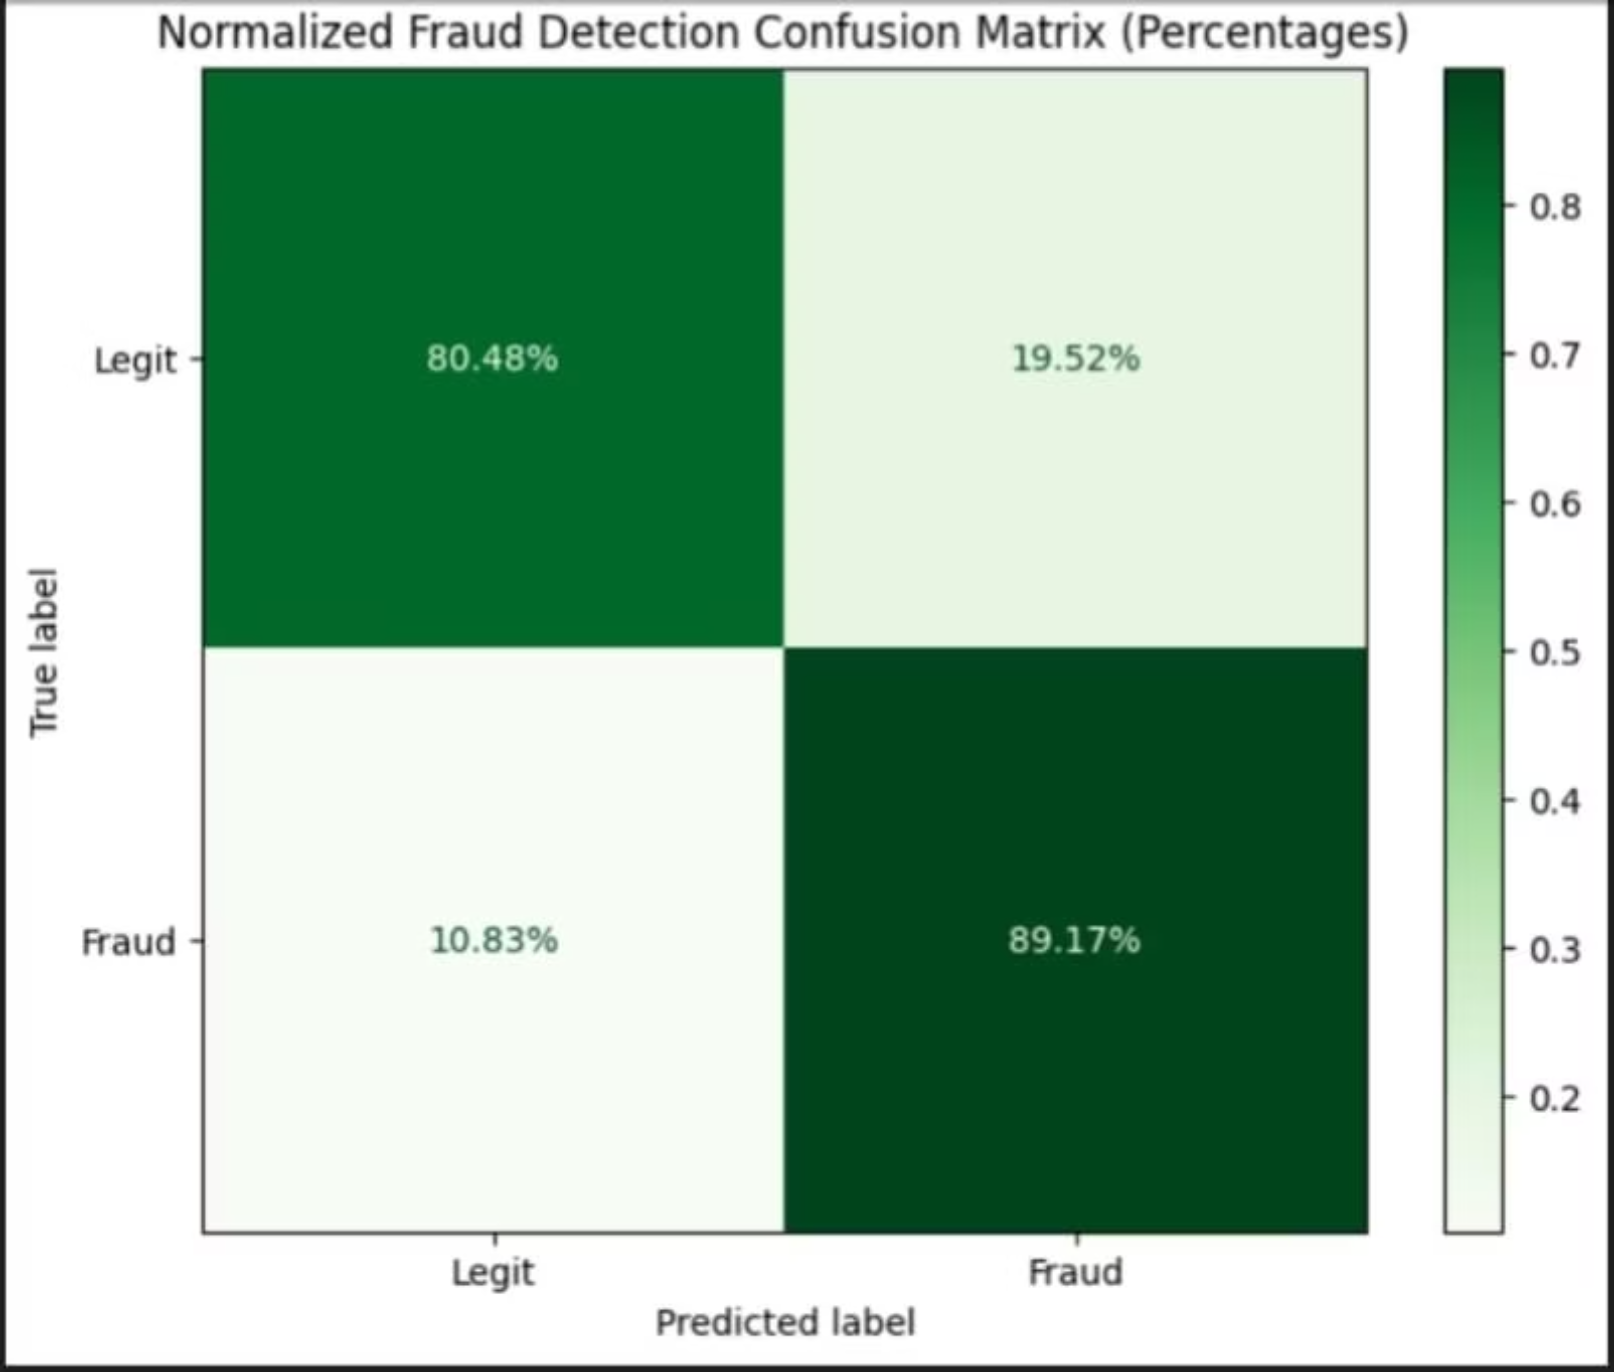 Normalized Fraud Detection Confusion Matrix (Percentages)
True label
Legit
Fraud
80.48%
19.52%
10.83%
89.17%
Legit
Fraud
Predicted label
0.8
0.7
0.6
0.5
0.4
0.3
0.2